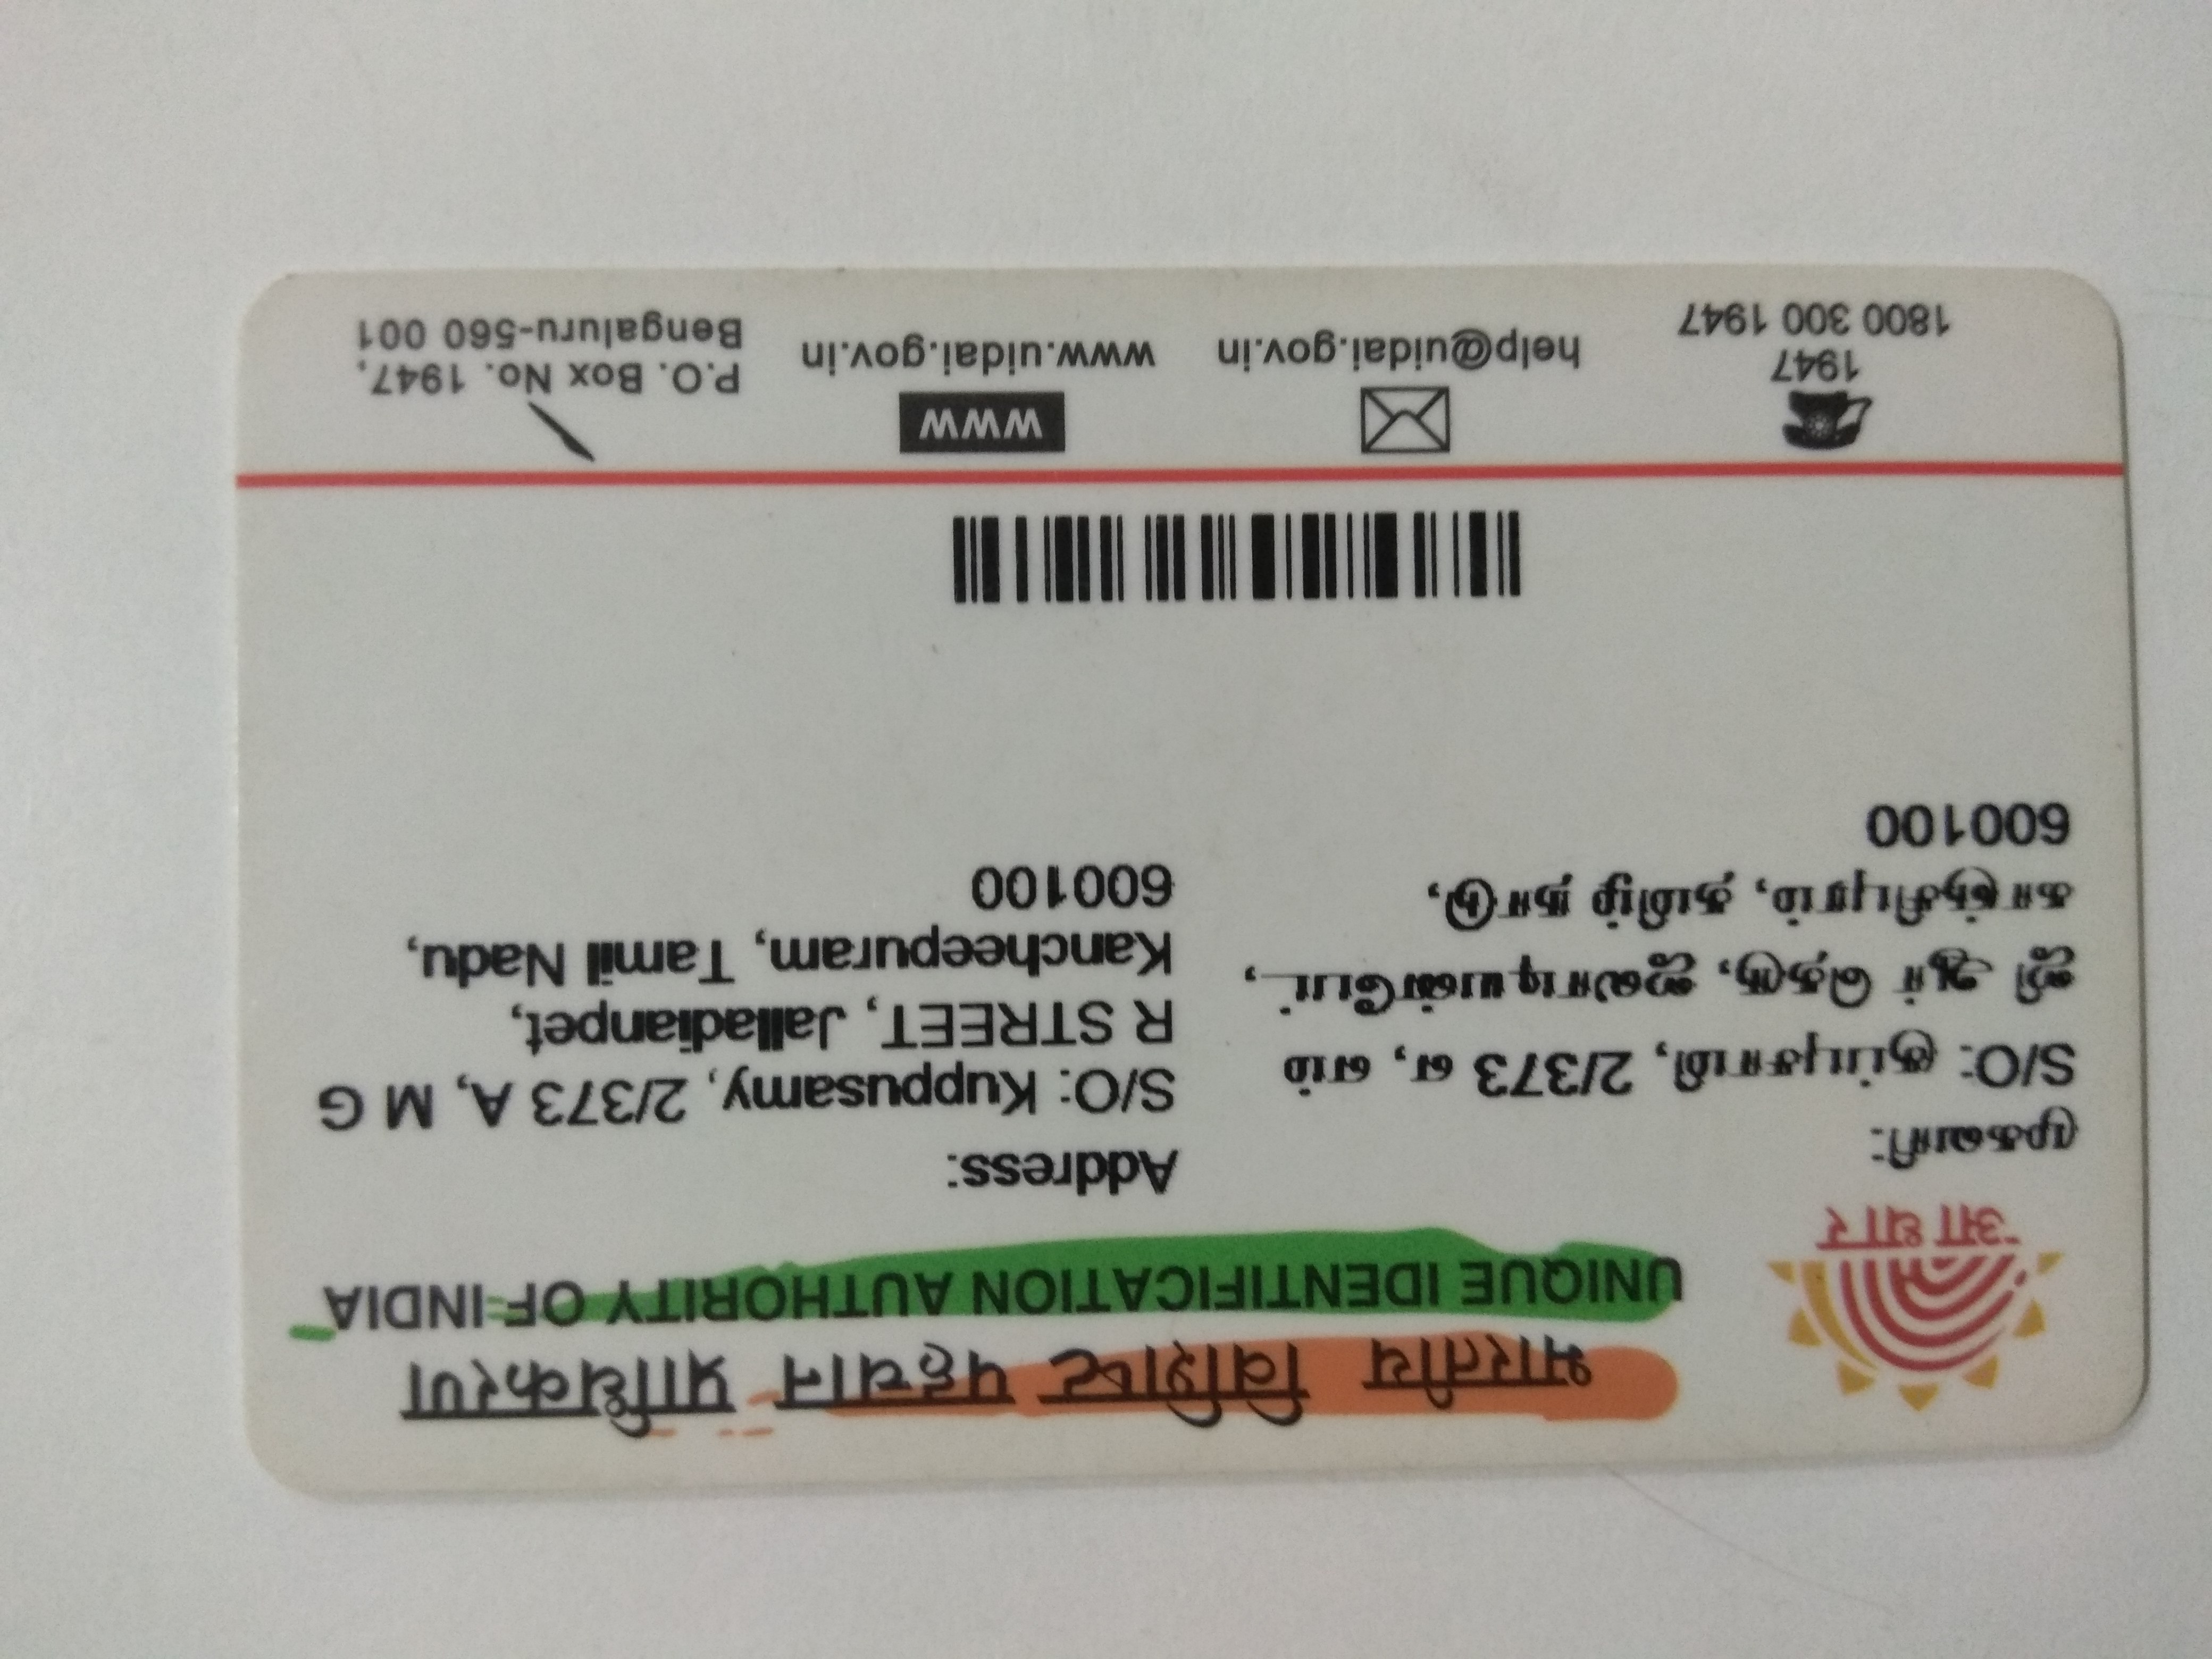 भारतीय विशिष्ट पहचान प्राधिकरण
UNIQUE IDENTIFICATION AUTHORITY OF INDIA
आधार
முகவரி:
S/O: குப்புசாமி, 2/373 எ, எம்
ஜி ஆர் தெரு, ஜலாடியன்பேட்,
காஞ்சிபுரம், தமிழ் நாடு,
600100
Address:
S/O: Kuppusamy, 2/373 A, M G
R STREET, Jalladianpet,
Kancheepuram, Tamil Nadu,
600100
1947
1800 300 1947
help@uidai.gov.in
WWW
www.uidai.gov.in
P.O. Box No. 1947,
Bengaluru-560 001